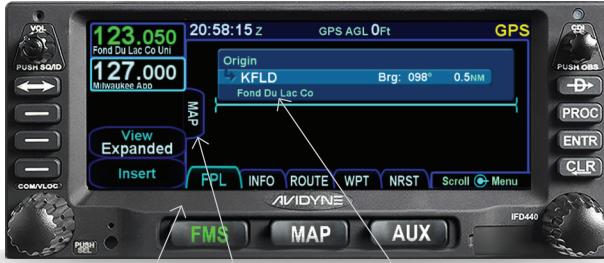 VOL
123.050
Fond Du Lac Co Uni
20:58:15 Z
GPS AGL 0FT
GPS
CDI
PUSH SQ/ID
127.000
Milwaukee App
Origin
KFLD
Brg: 098° 0.5NM
Fond Du Lac Co
PUSH OBS
D
MAP
PROC
View
Expanded
ENTR
Insert
CLR
COM/VLOC
FPL
INFO
ROUTE
WPT
NRST
Scroll Menu
AVIDYNE
IFD440
PUSH
SEL
FMS
MAP
AUX